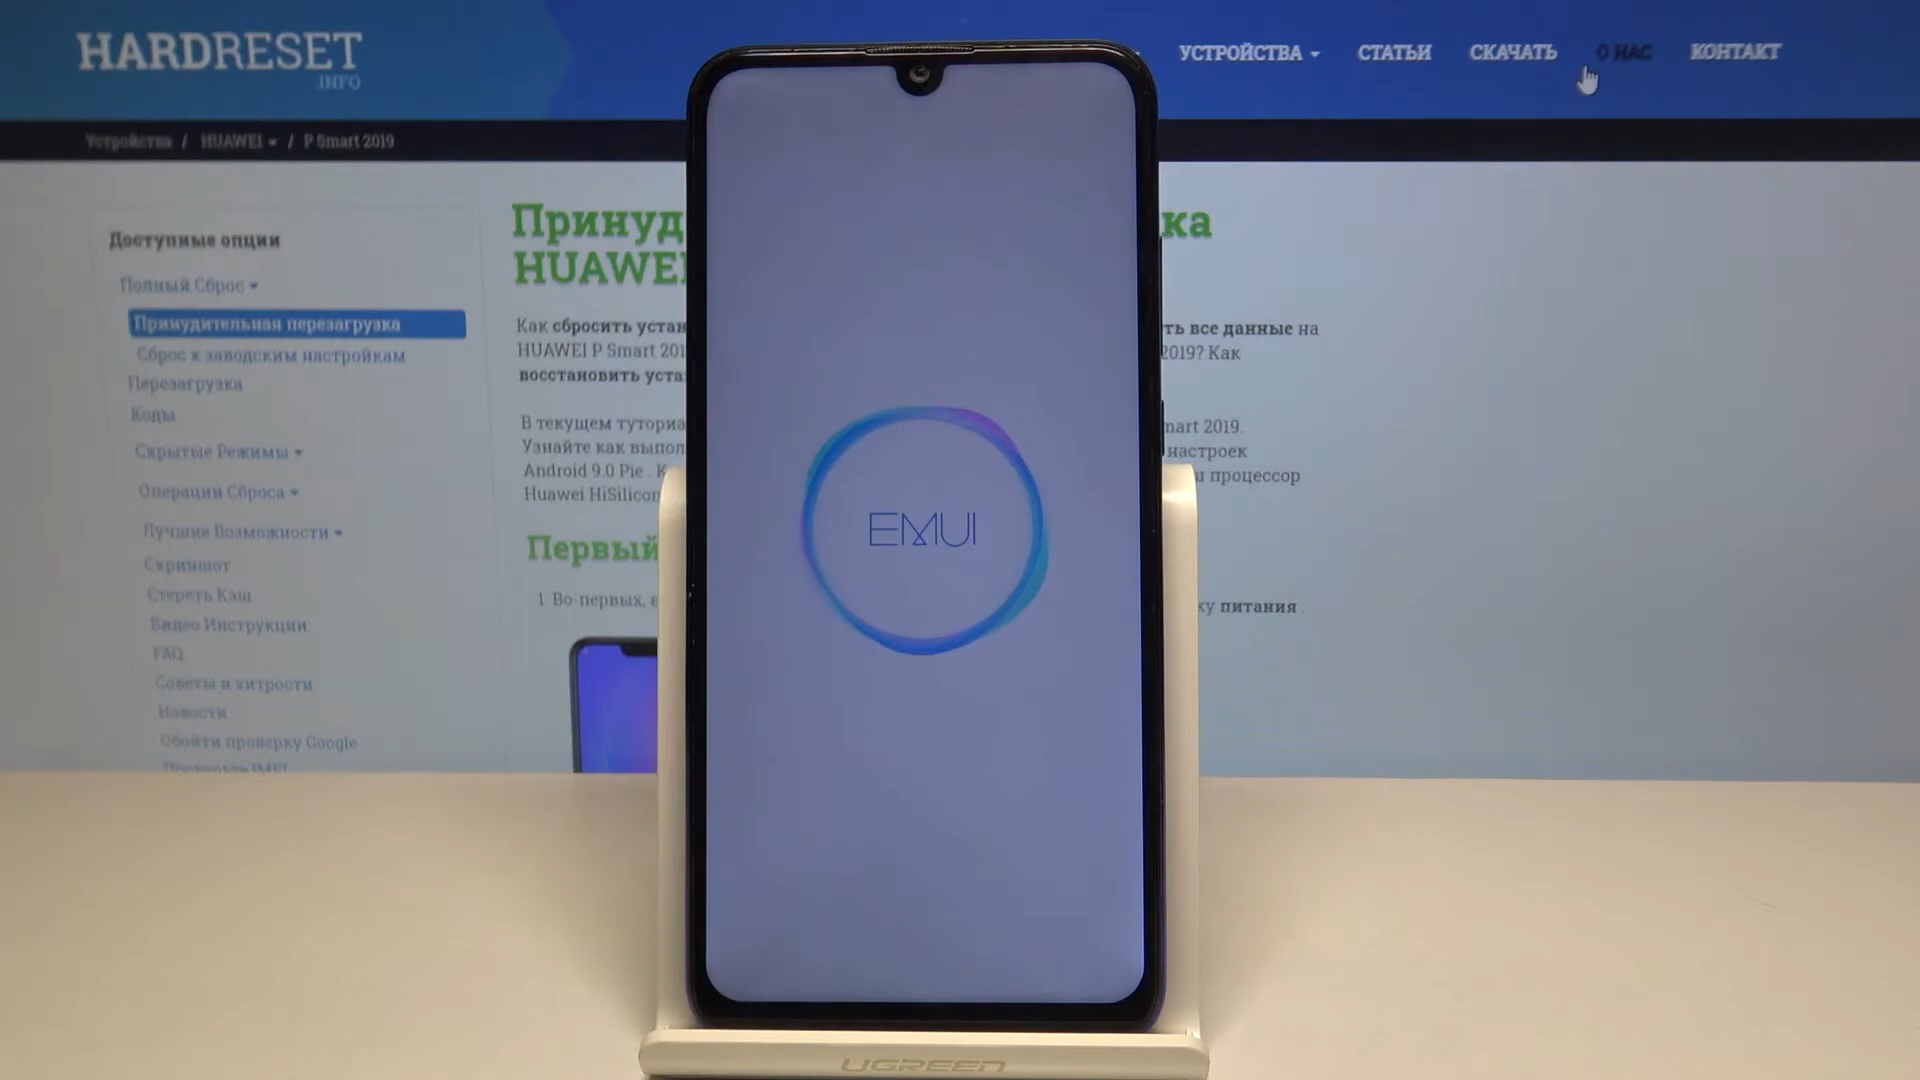 HARDRESET
.INFO
УСТРОЙСТВА
СТАТЬИ
СКАЧАТЬ
О НАС
КОНТАКТ
Устройства / HUAWEI / P Smart 2019
Доступные опции
Полный Сброс
Принудительная перезагрузка
Сброс к заводским настройкам
Перезагрузка
Коды
Скрытые Режимы
Операции Сброса
Лучшие Возможности
Скриншот
Стереть Кэш
Видео Инструкции
FAQ
Советы и хитрости
Новости
Обойти проверку Google
Принуд ка
HUAWEI
Как сбросить устан ть все данные на
HUAWEI P Smart 201 2019? Как
восстановить уста
В текущем туториа mart 2019.
Узнайте как выпол настроек
Android 9.0 Pie . К процессор
Huawei HiSilicon
Первый
1. Во-первых, в ку питания .
EMUI
UGREEN